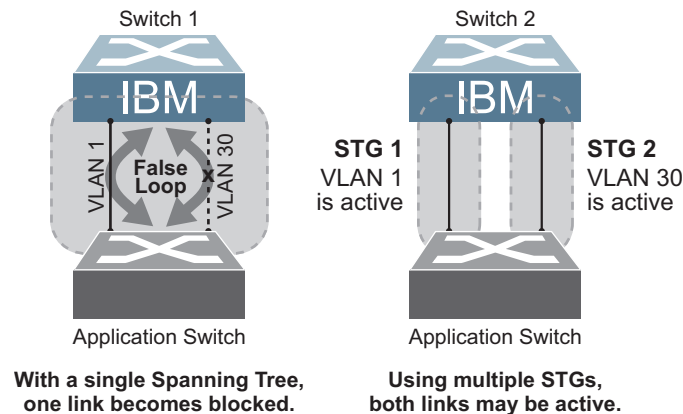 Switch 1
IBM
VLAN 1
False
Loop
x
VLAN 30
Application Switch
With a single Spanning Tree,
one link becomes blocked.
Switch 2
IBM
STG 1
VLAN 1
is active
STG 2
VLAN 30
is active
Application Switch
Using multiple STGs,
both links may be active.